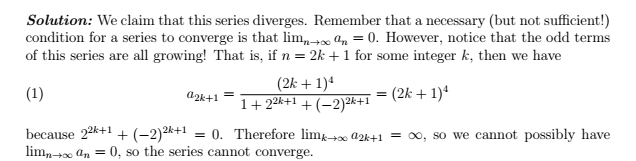 Solution: We claim that this series diverges. Remember that a necessary (but not sufficient!)
condition for a series to converge is that lim_{n→∞} a_n = 0. However, notice that the odd terms
of this series are all growing! That is, if n = 2k + 1 for some integer k, then we have
(1) a_{2k+1} = \frac{(2k + 1)^4}{1 + 2^{2k+1} + (−2)^{2k+1}} = (2k + 1)^4
because 2^{2k+1} + (−2)^{2k+1} = 0. Therefore lim_{k→∞} a_{2k+1} = ∞, so we cannot possibly have
lim_{n→∞} a_n = 0, so the series cannot converge.